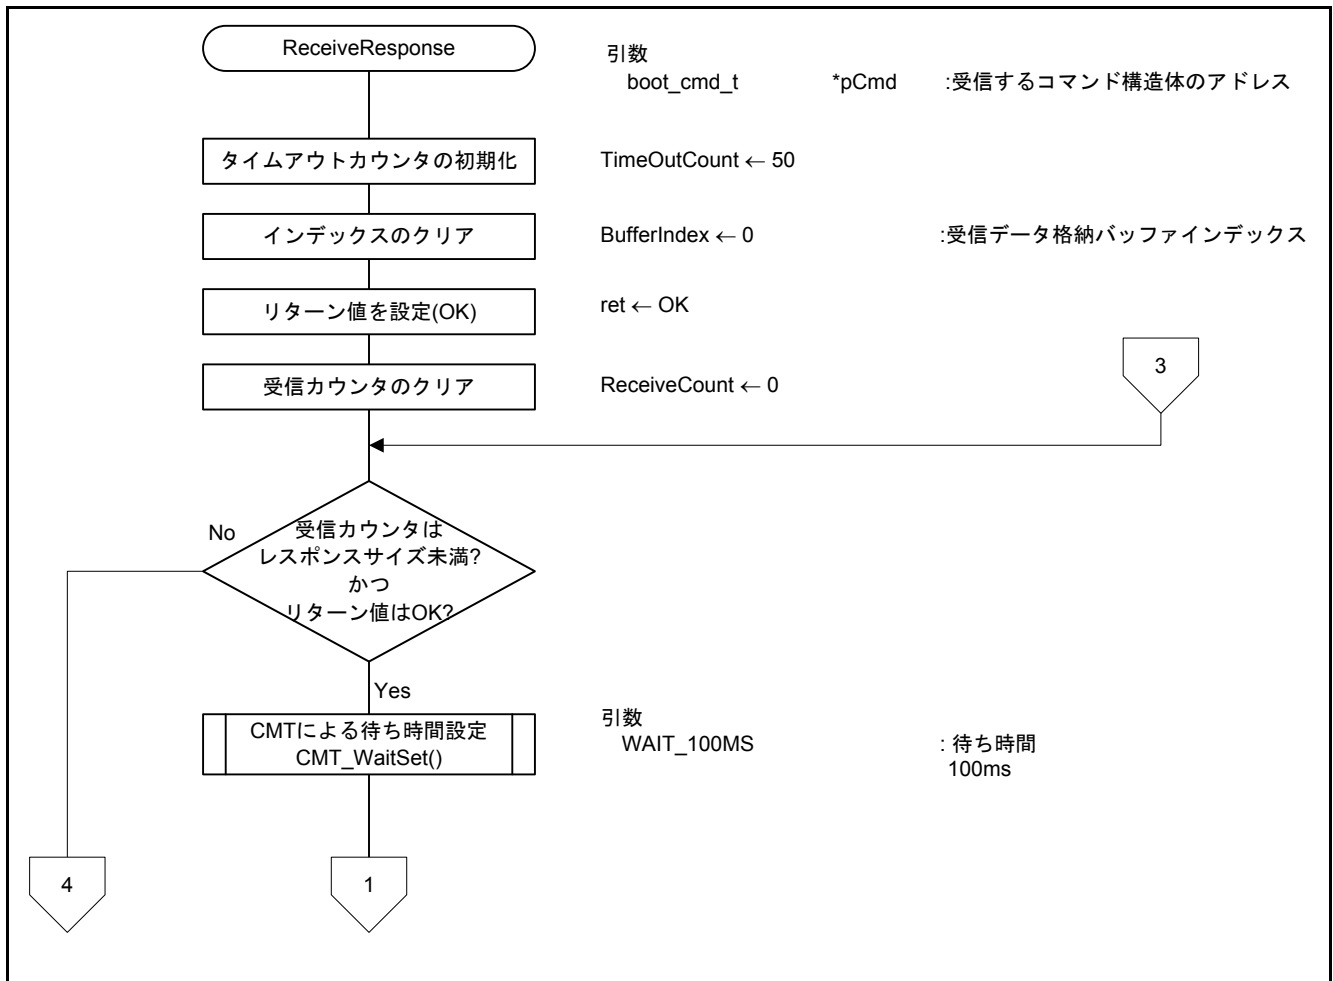 ReceiveResponse
引数
boot_cmd_t *pCmd :受信するコマンド構造体のアドレス
タイムアウトカウンタの初期化 TimeOutCount ← 50
インデックスのクリア BufferIndex ← 0 :受信データ格納バッファインデックス
リターン値を設定(OK) ret ← OK
3
受信カウンタのクリア ReceiveCount ← 0
No
受信カウンタは
レスポンスサイズ未満?
かつ
リターン値はOK?
Yes
CMTによる待ち時間設定
CMT_WaitSet()
引数
WAIT_100MS : 待ち時間
100ms
4
1